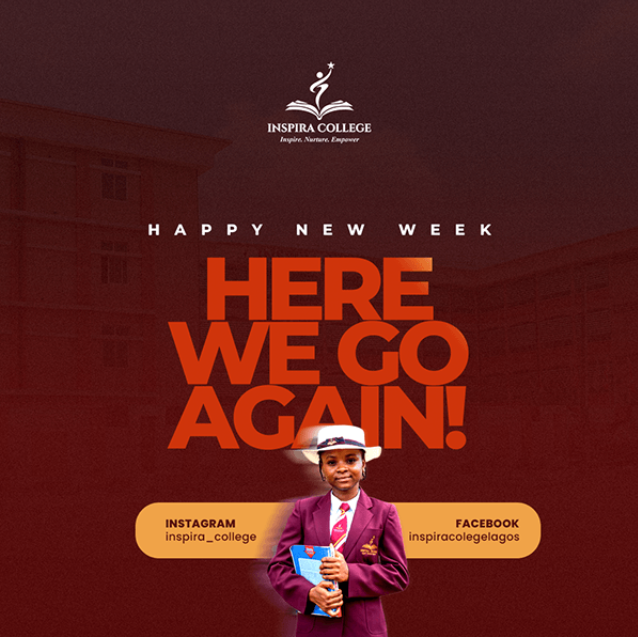 INSPIRA COLLEGE
Inspire. Nurture. Empower
HAPPY NEW WEEK
HERE
WE GO
AGAIN!
INSTAGRAM
inspira_college
FACEBOOK
inspiracolegelagos